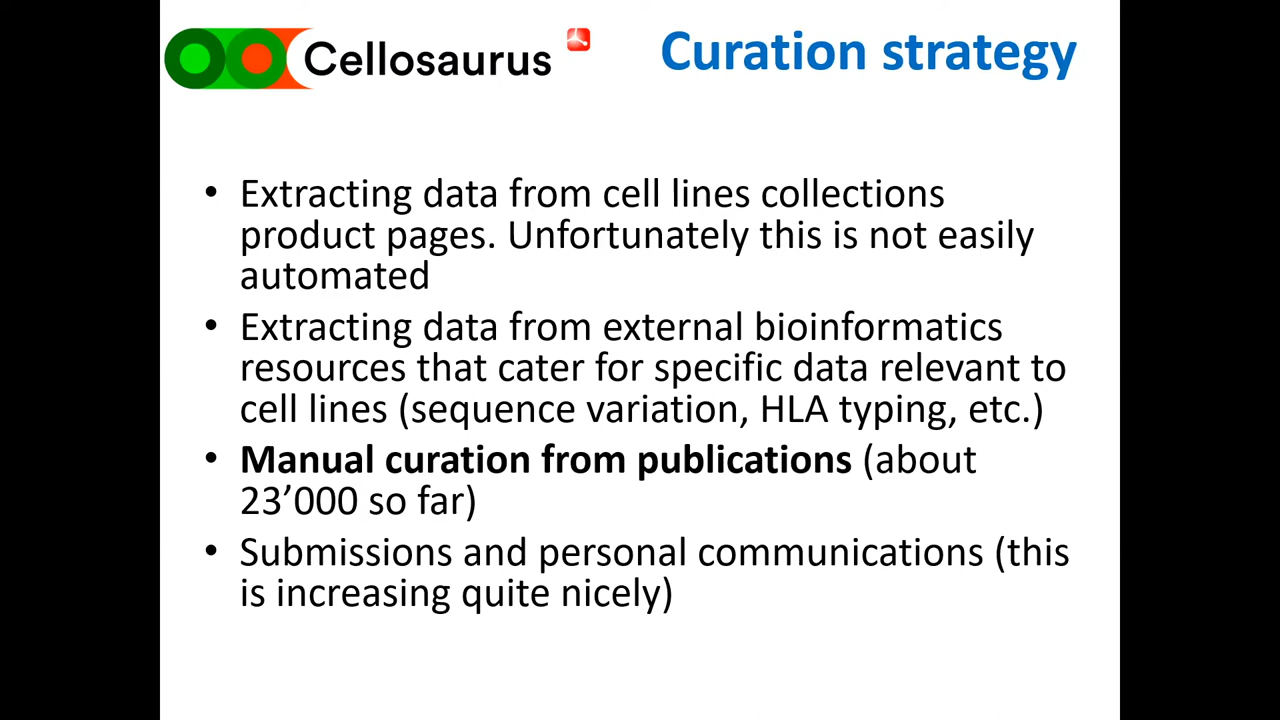 Cellosaurus
Curation strategy
• Extracting data from cell lines collections
product pages. Unfortunately this is not easily
automated
• Extracting data from external bioinformatics
resources that cater for specific data relevant to
cell lines (sequence variation, HLA typing, etc.)
• Manual curation from publications (about
23’000 so far)
• Submissions and personal communications (this
is increasing quite nicely)